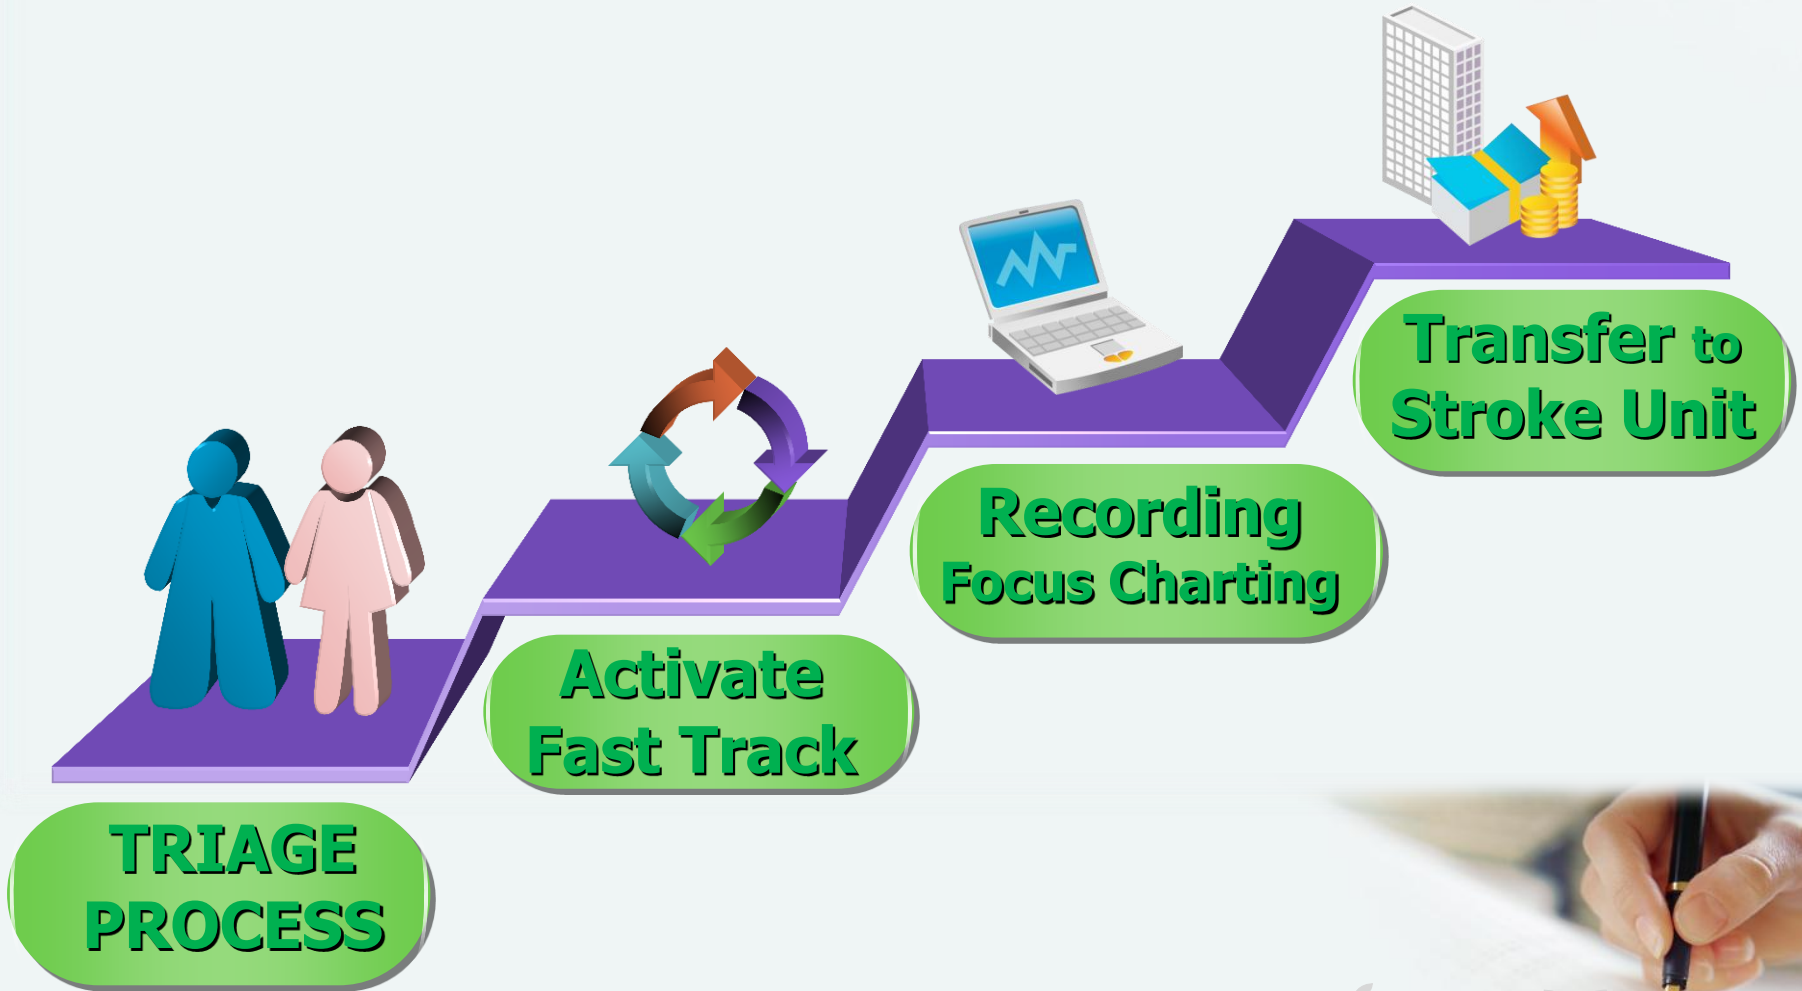 TRIAGE
PROCESS
Activate
Fast Track
Recording
Focus Charting
Transfer to
Stroke Unit